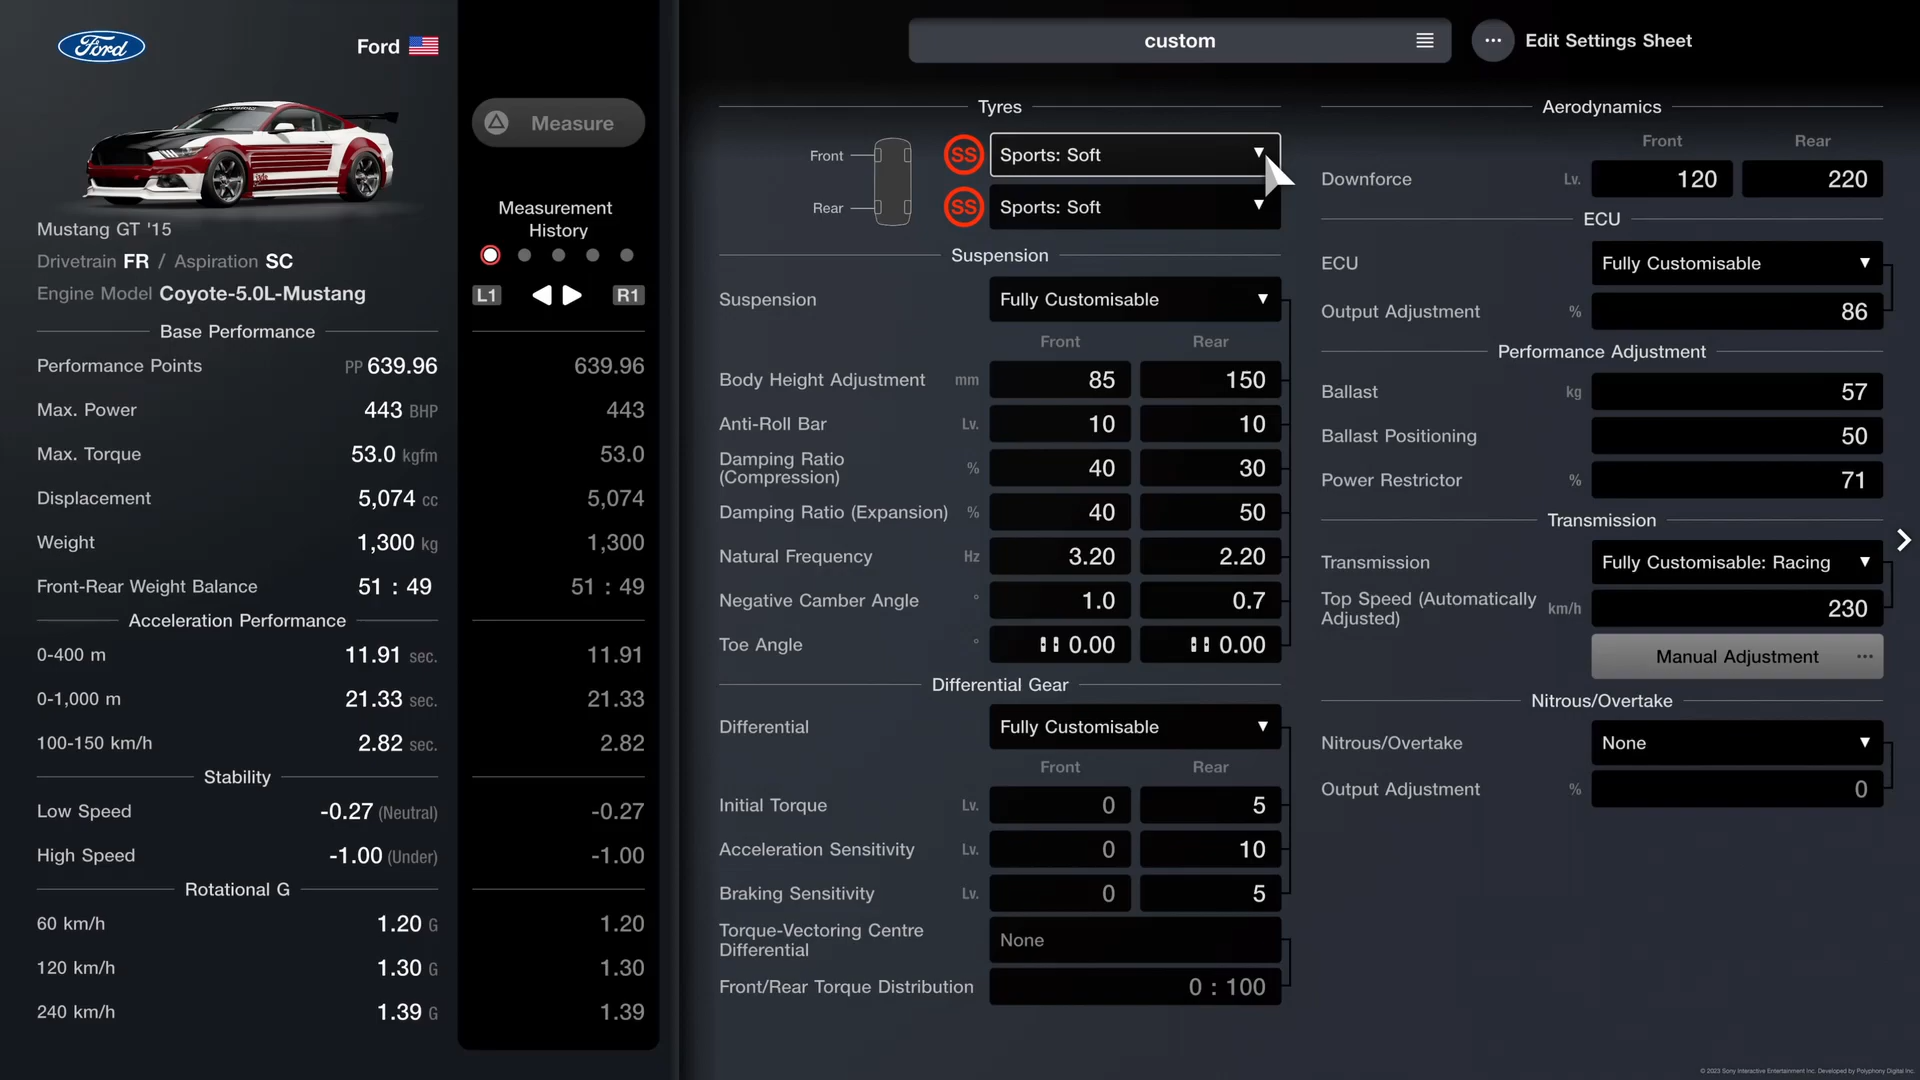 Ford
Ford
Mustang GT '15
Drivetrain FR / Aspiration SC
Engine Model Coyote-5.0L-Mustang
Base Performance
Performance Points PP 639.96
Max. Power 443 BHP
Max. Torque 53.0 kgfm
Displacement 5,074 cc
Weight 1,300 kg
Front-Rear Weight Balance 51 : 49
Acceleration Performance
0-400 m 11.91 sec.
0-1,000 m 21.33 sec.
100-150 km/h 2.82 sec.
Stability
Low Speed -0.27 (Neutral)
High Speed -1.00 (Under)
Rotational G
60 km/h 1.20 G
120 km/h 1.30 G
240 km/h 1.39 G
Measure
Measurement
History
L1 R1
639.96
443
53.0
5,074
1,300
51 : 49
11.91
21.33
2.82
-0.27
-1.00
1.20
1.30
1.39
custom
Edit Settings Sheet
Tyres
Front SS Sports: Soft
Rear SS Sports: Soft
Suspension
Suspension Fully Customisable
Front Rear
Body Height Adjustment mm 85 150
Anti-Roll Bar Lv. 10 10
Damping Ratio
(Compression) % 40 30
Damping Ratio (Expansion) % 40 50
Natural Frequency Hz 3.20 2.20
Negative Camber Angle ° 1.0 0.7
Toe Angle ° 0.00 0.00
Differential Gear
Differential Fully Customisable
Front Rear
Initial Torque Lv. 0 5
Acceleration Sensitivity Lv. 0 10
Braking Sensitivity Lv. 0 5
Torque-Vectoring Centre
Differential None
Front/Rear Torque Distribution 0 : 100
Aerodynamics
Front Rear
Downforce Lv. 120 220
ECU
ECU Fully Customisable
Output Adjustment % 86
Performance Adjustment
Ballast kg 57
Ballast Positioning 50
Power Restrictor % 71
Transmission
Transmission Fully Customisable: Racing
Top Speed (Automatically
Adjusted) km/h 230
Manual Adjustment
Nitrous/Overtake
Nitrous/Overtake None
Output Adjustment % 0
© 2023 Sony Interactive Entertainment Inc. Developed by Polyphony Digital Inc.